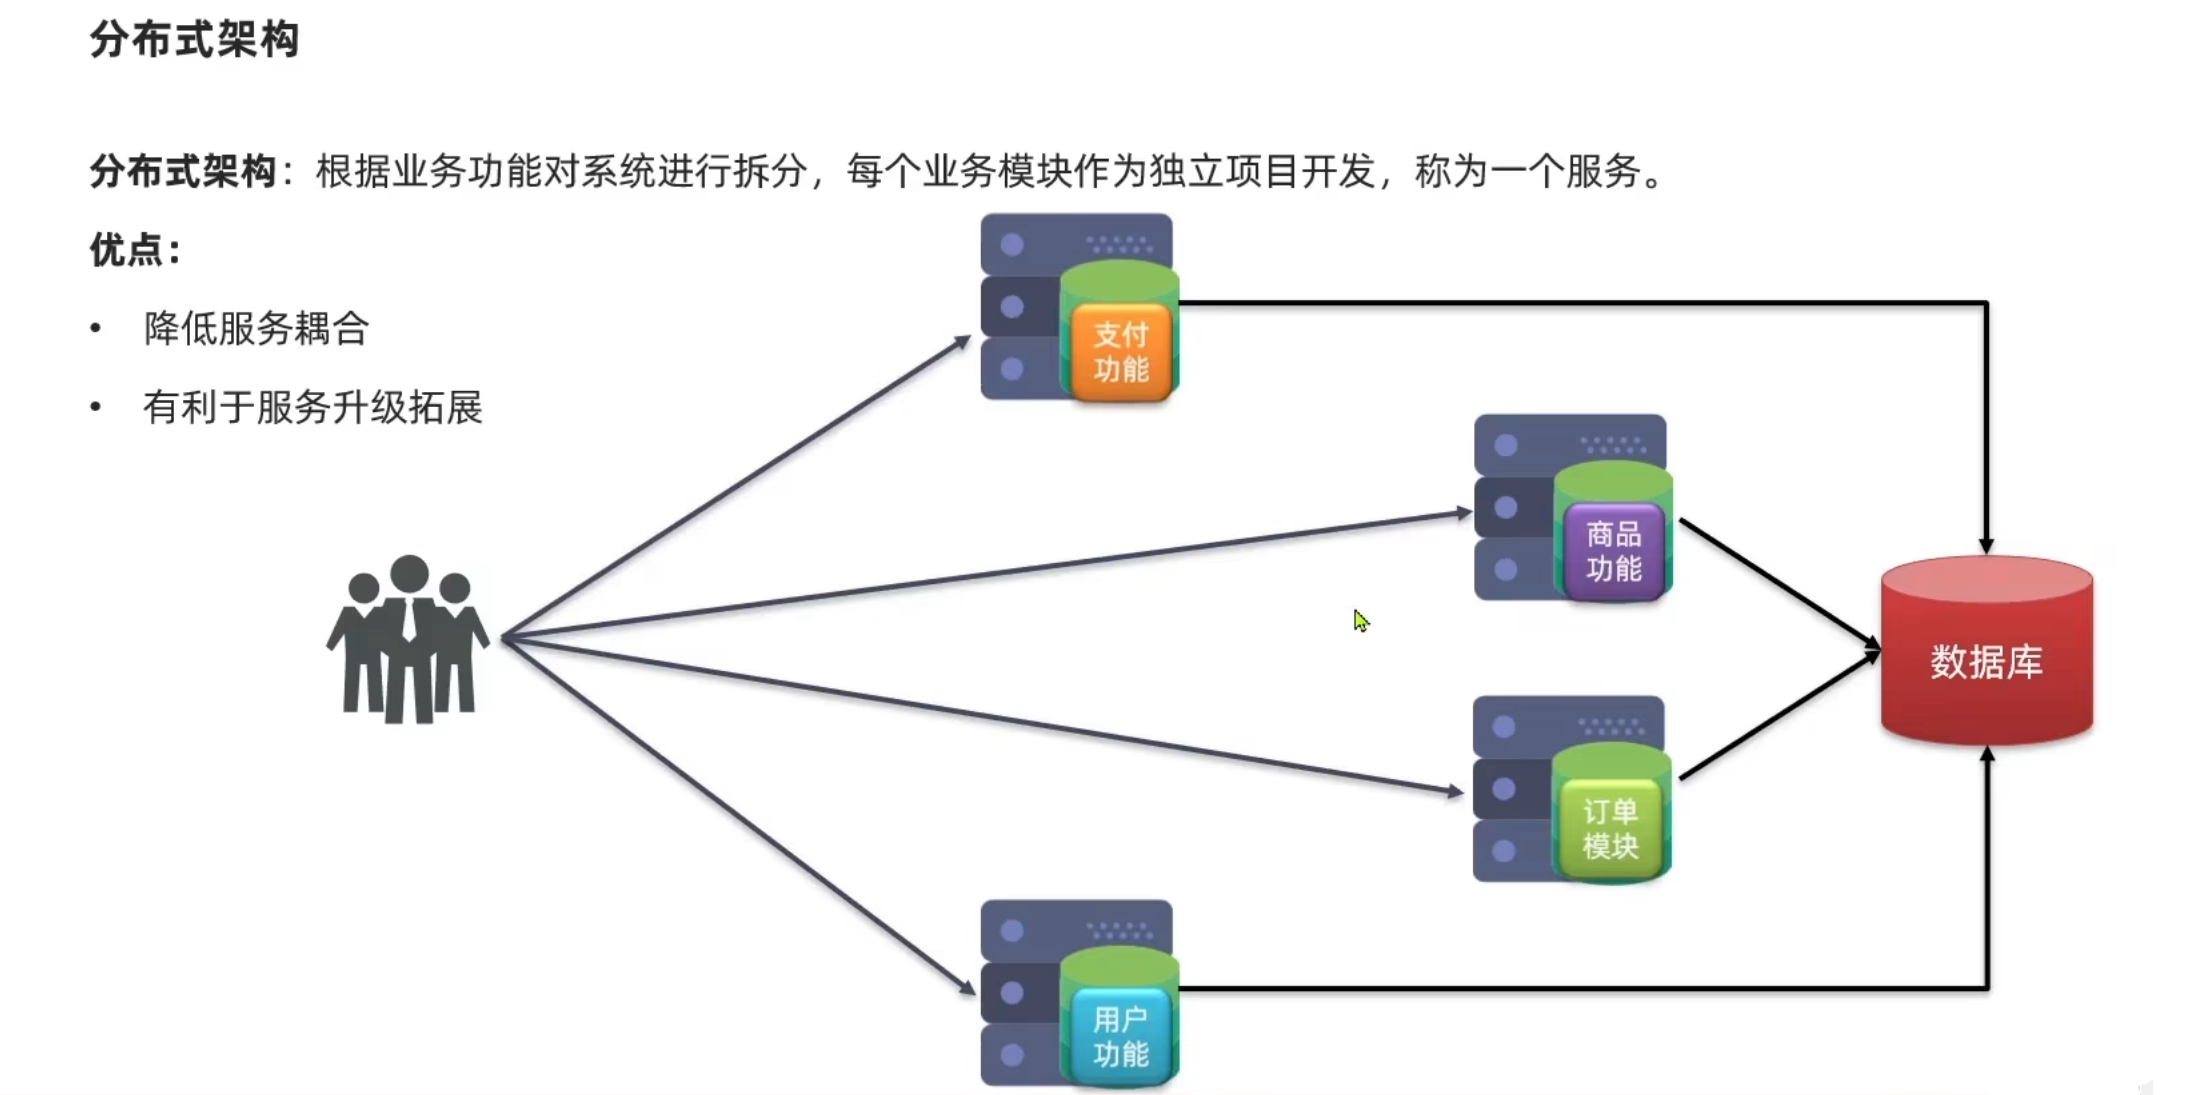 分布式架构
分布式架构：根据业务功能对系统进行拆分，每个业务模块作为独立项目开发，称为一个服务。
优点：
• 降低服务耦合
• 有利于服务升级拓展
支付
功能
商品
功能
数据库
订单
模块
用户
功能